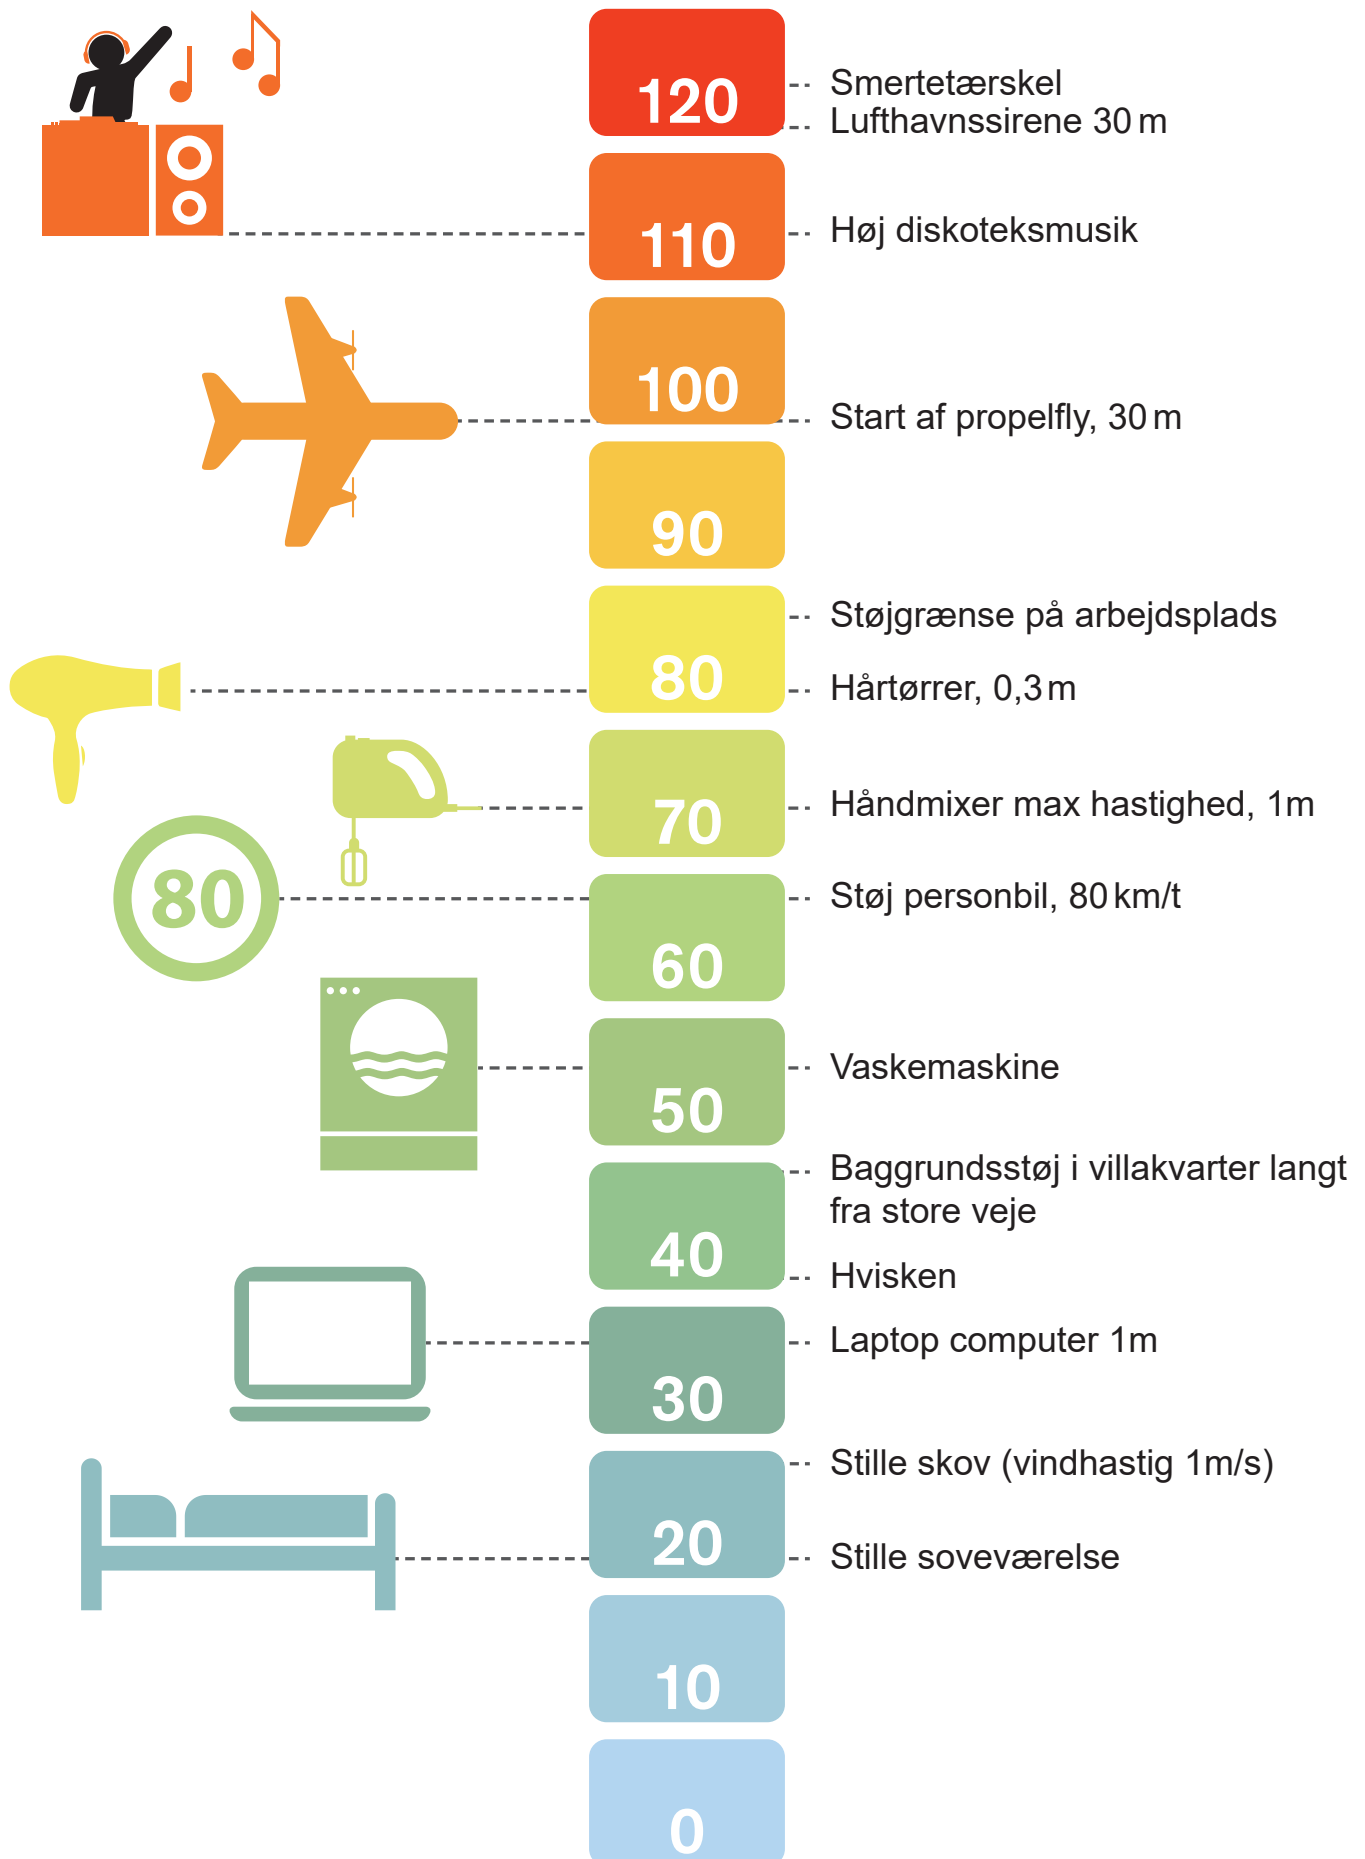 120
Smertetærskel
Lufthavnssirene 30 m
110
Høj diskoteksmusik
100
Start af propelfly, 30 m
90
Støjgrænse på arbejdsplads
80
Hårtørrer, 0,3 m
70
Håndmixer max hastighed, 1m
80
Støj personbil, 80 km/t
60
Vaskemaskine
50
Baggrundsstøj i villakvarter langt
fra store veje
40
Hvisken
Laptop computer 1m
30
Stille skov (vindhastig 1m/s)
20
Stille soveværelse
10
0